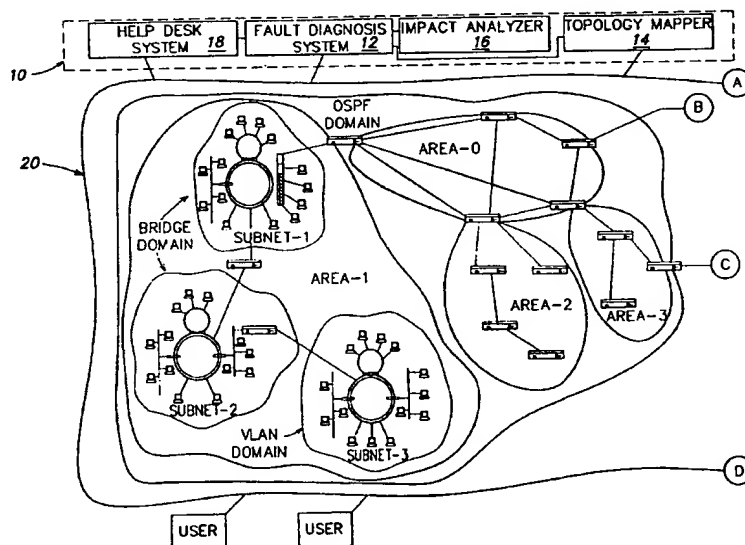 HELP DESK SYSTEM 18
FAULT DIAGNOSIS SYSTEM 12
IMPACT ANALYZER 16
TOPOLOGY MAPPER 14
10
A
B
OSPF DOMAIN
AREA-0
20
BRIDGE DOMAIN
SUBNET-1
AREA-1
C
AREA-2
AREA-3
SUBNET-2
VLAN DOMAIN
SUBNET-3
D
USER
USER